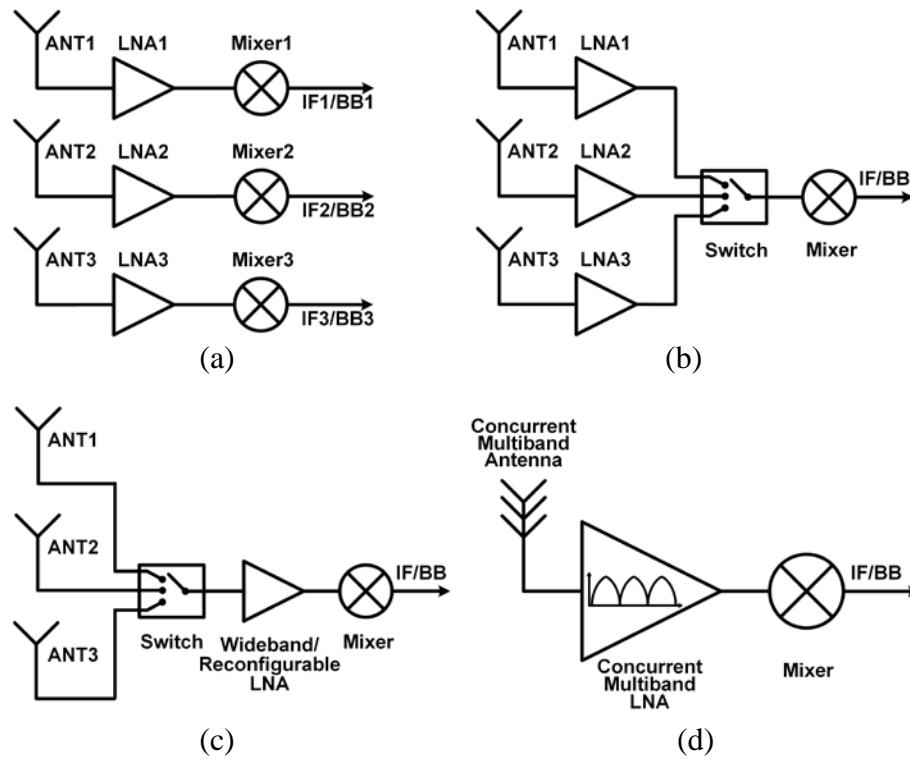 ANT1
LNA1
Mixer1
IF1/BB1
ANT2
LNA2
Mixer2
IF2/BB2
ANT3
LNA3
Mixer3
IF3/BB3
(a)
ANT1
LNA1
ANT2
LNA2
IF/BB
ANT3
LNA3
Switch
Mixer
(b)
ANT1
ANT2
ANT3
IF/BB
Switch
Wideband/
Reconfigurable
LNA
Mixer
(c)
Concurrent
Multiband
Antenna
IF/BB
Concurrent
Multiband
LNA
Mixer
(d)